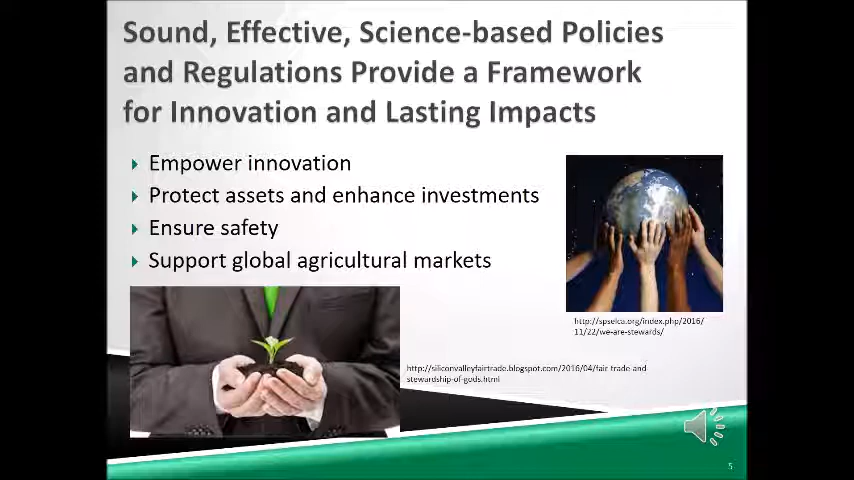 Sound, Effective, Science-based Policies
and Regulations Provide a Framework
for Innovation and Lasting Impacts
Empower innovation
Protect assets and enhance investments
Ensure safety
Support global agricultural markets
http://spselca.org/index.php/2016/
11/22/we-are-stewards/
http://siliconvalleyfairtrade.blogspot.com/2016/04/fair-trade-and
stewardship-of-gods.html
5